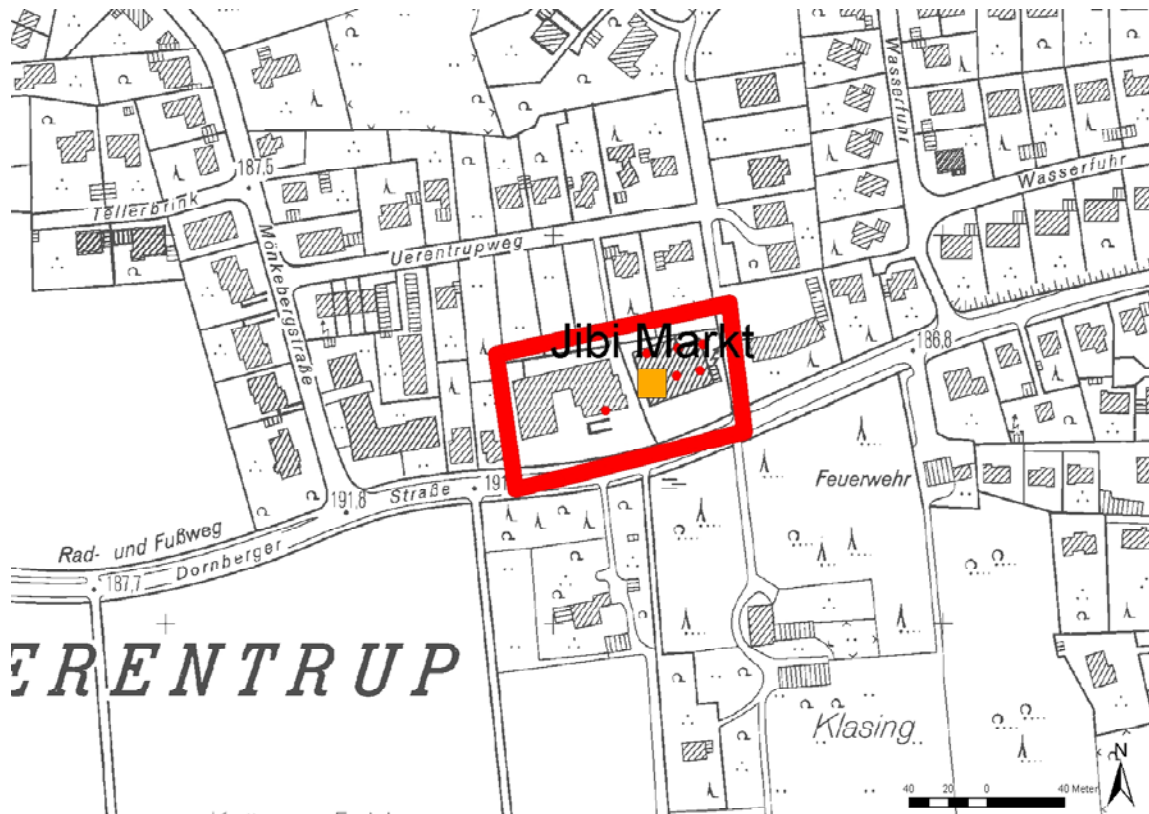 Wasserfuhr
187,5
Wasserfuhr
Tellerbrink
Mönkebergstraße
Uerentrupweg
Jibi Markt
186,8
Feuerwehr
191,8
Straße
191
Rad- und Fußweg
Dornberger
187,7
ERENTRUP
Klasing
N
40 20 0 40 Meter